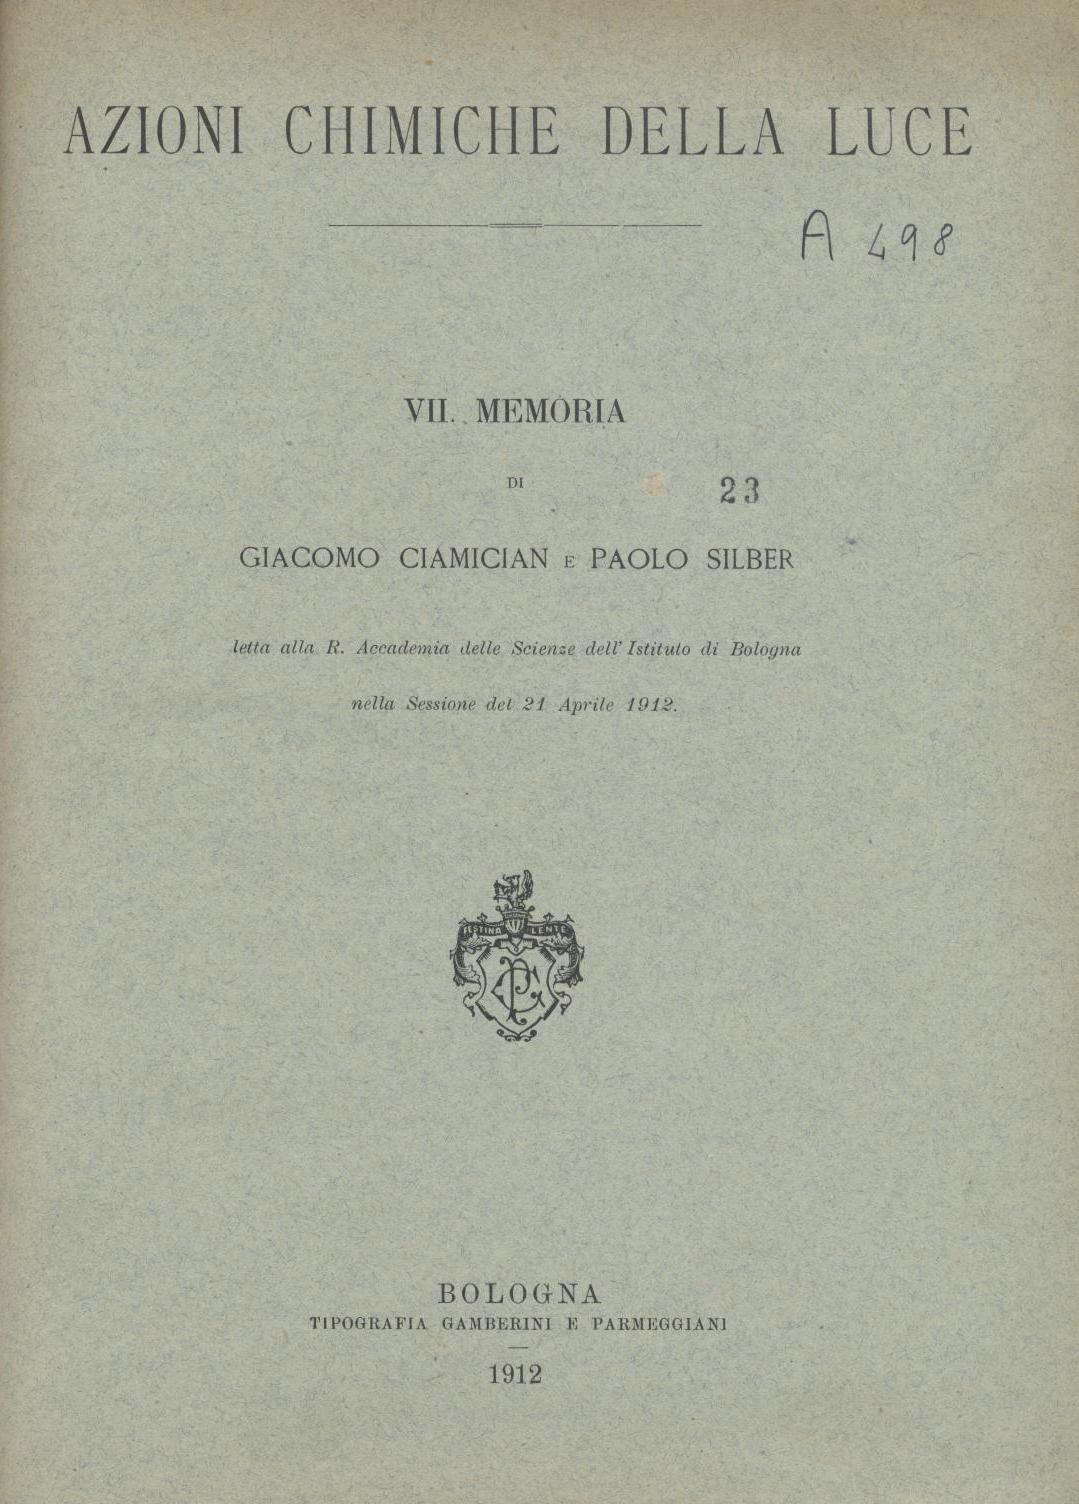 AZIONI CHIMICHE DELLA LUCE
A 498
VII. MEMORIA
DI
23
GIACOMO CIAMICIAN E PAOLO SILBER
letta alla R. Accademia delle Scienze dell' Istituto di Bologna
nella Sessione del 21 Aprile 1912.
FESTINA LENTE
BOLOGNA
TIPOGRAFIA GAMBERINI E PARMEGGIANI
1912